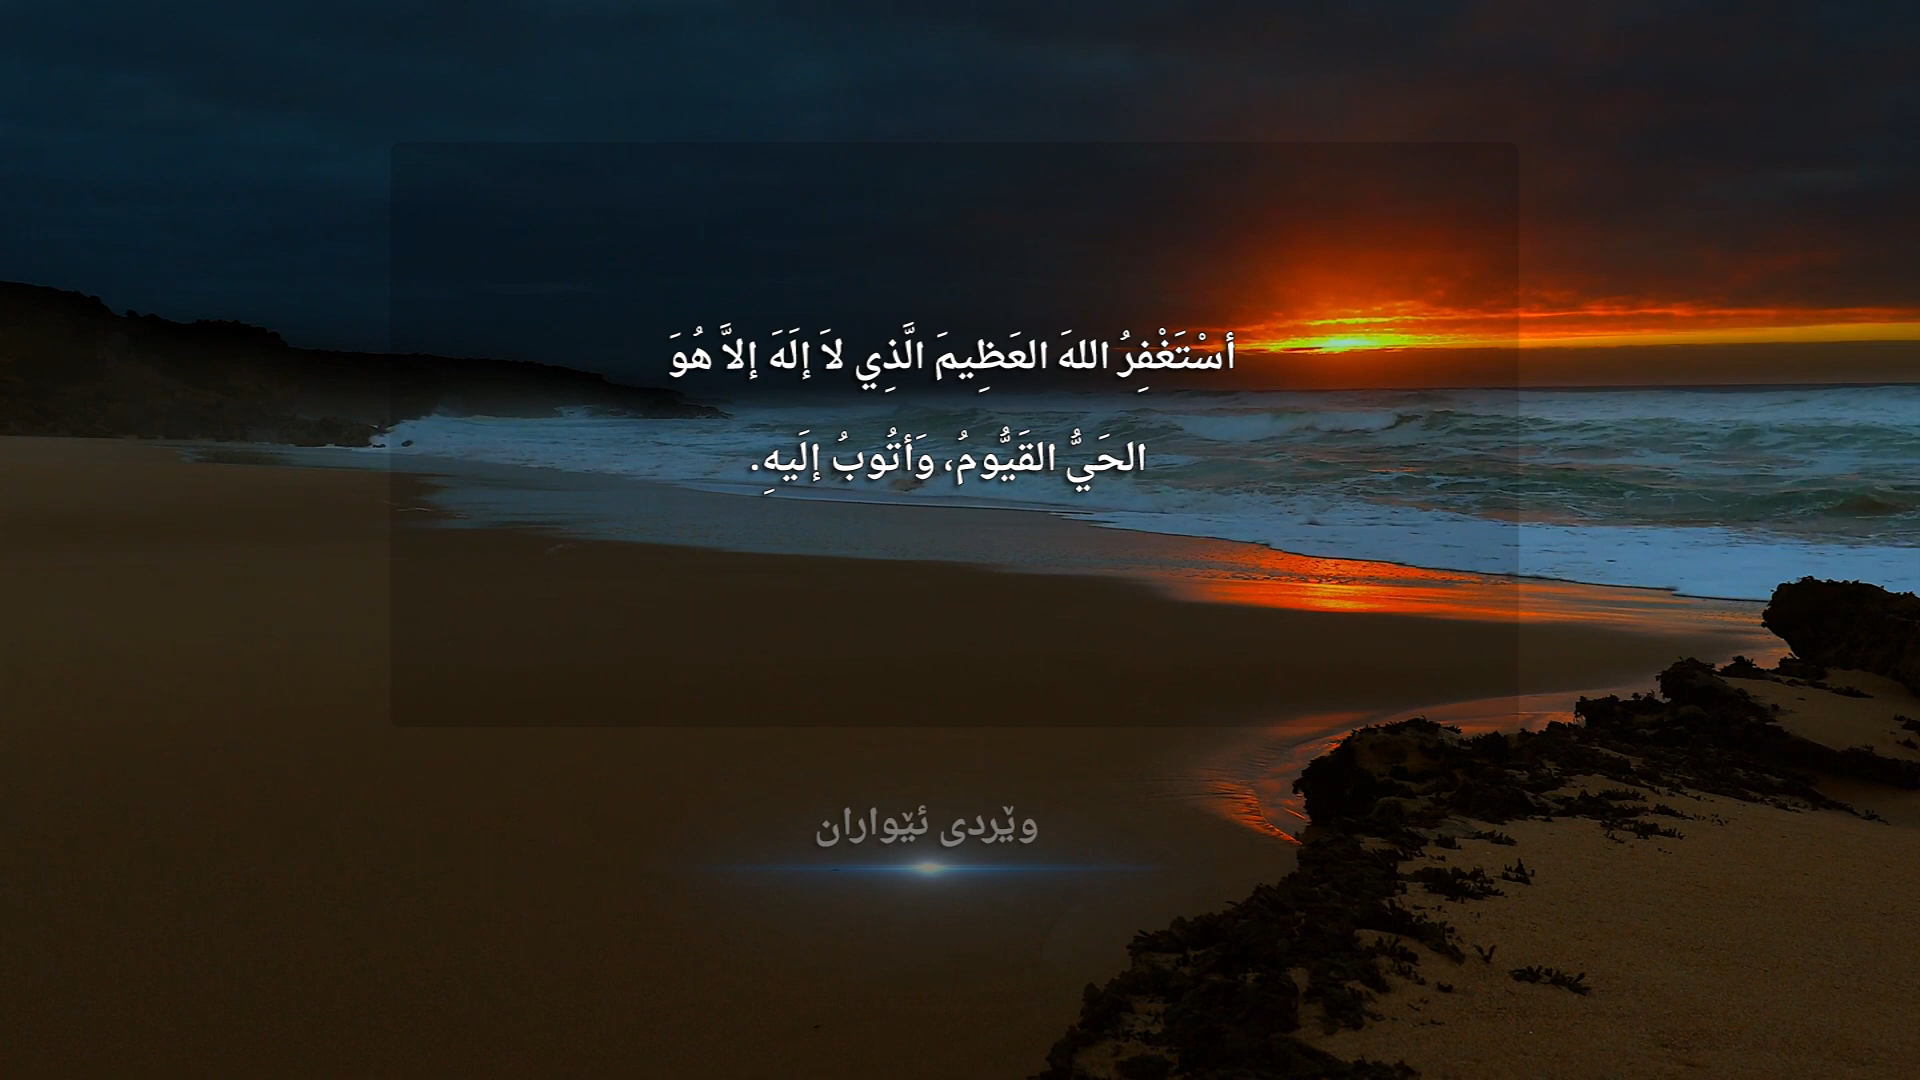 أسْتَغْفِرُ اللهَ العَظِيمَ الَّذِي لاَ إلَهَ إلاَّ هُوَ
الحَيُّ القَيُّومُ، وَأتُوبُ إلَيهِ.
وێردی ئێواران